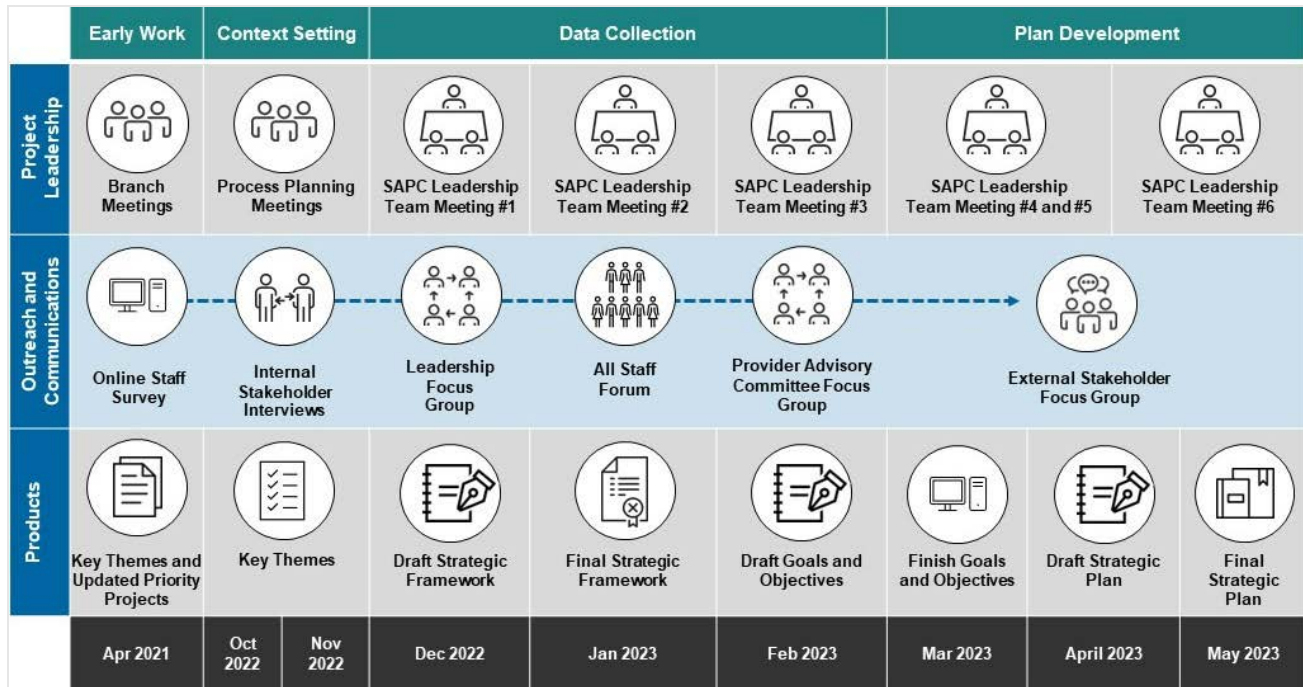 Early Work
Context Setting
Data Collection
Plan Development
Project
Leadership
Branch
Meetings
Process Planning
Meetings
SAPC Leadership
Team Meeting #1
SAPC Leadership
Team Meeting #2
SAPC Leadership
Team Meeting #3
SAPC Leadership
Team Meeting #4 and #5
SAPC Leadership
Team Meeting #6
Outreach and
Communications
Online Staff
Survey
Internal
Stakeholder
Interviews
Leadership
Focus
Group
All Staff
Forum
Provider Advisory
Committee Focus
Group
External Stakeholder
Focus Group
Products
Key Themes and
Updated Priority
Projects
Key Themes
Draft Strategic
Framework
Final Strategic
Framework
Draft Goals and
Objectives
Finish Goals
and Objectives
Draft Strategic
Plan
Final
Strategic
Plan
Apr 2021
Oct
2022
Nov
2022
Dec 2022
Jan 2023
Feb 2023
Mar 2023
April 2023
May 2023